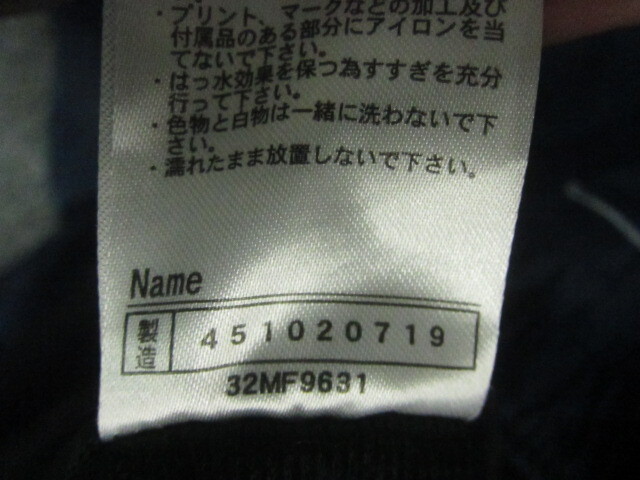 ・プリント、マークなどの加工及び
付属品のある部分にアイロンを当
てないで下さい。
・はっ水効果を保つ為すすぎを充分
行って下さい。
・色物と白物は一緒に洗わないで下
さい。
・濡れたまま放置しないで下さい。
Name
製造 451020719
32MF9631